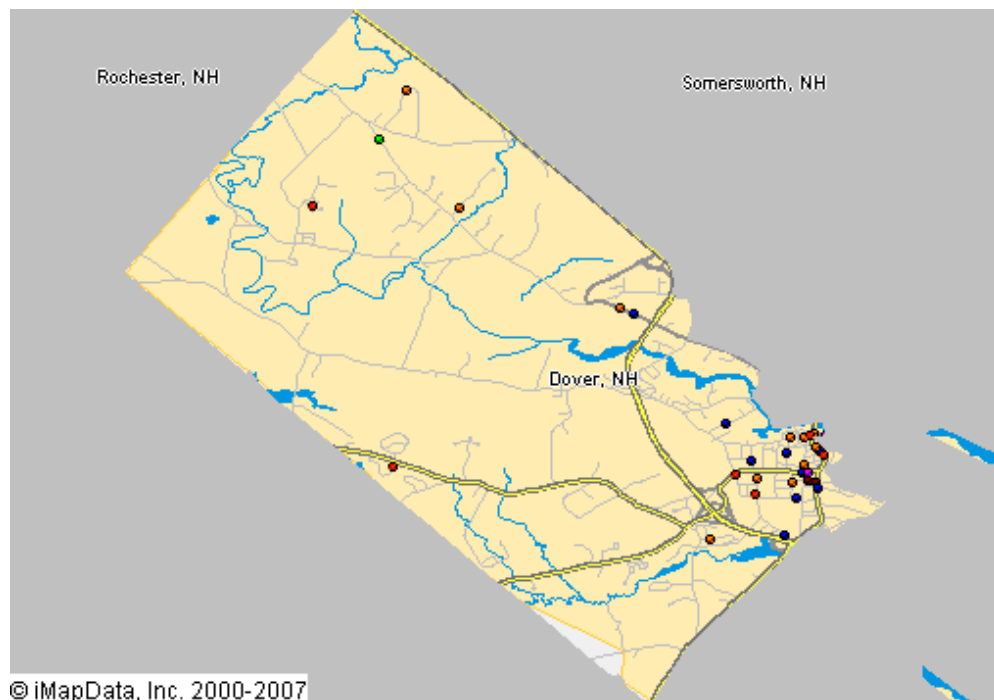 Rochester, NH
Somersworth, NH
Dover, NH
© iMapData, Inc. 2000-2007